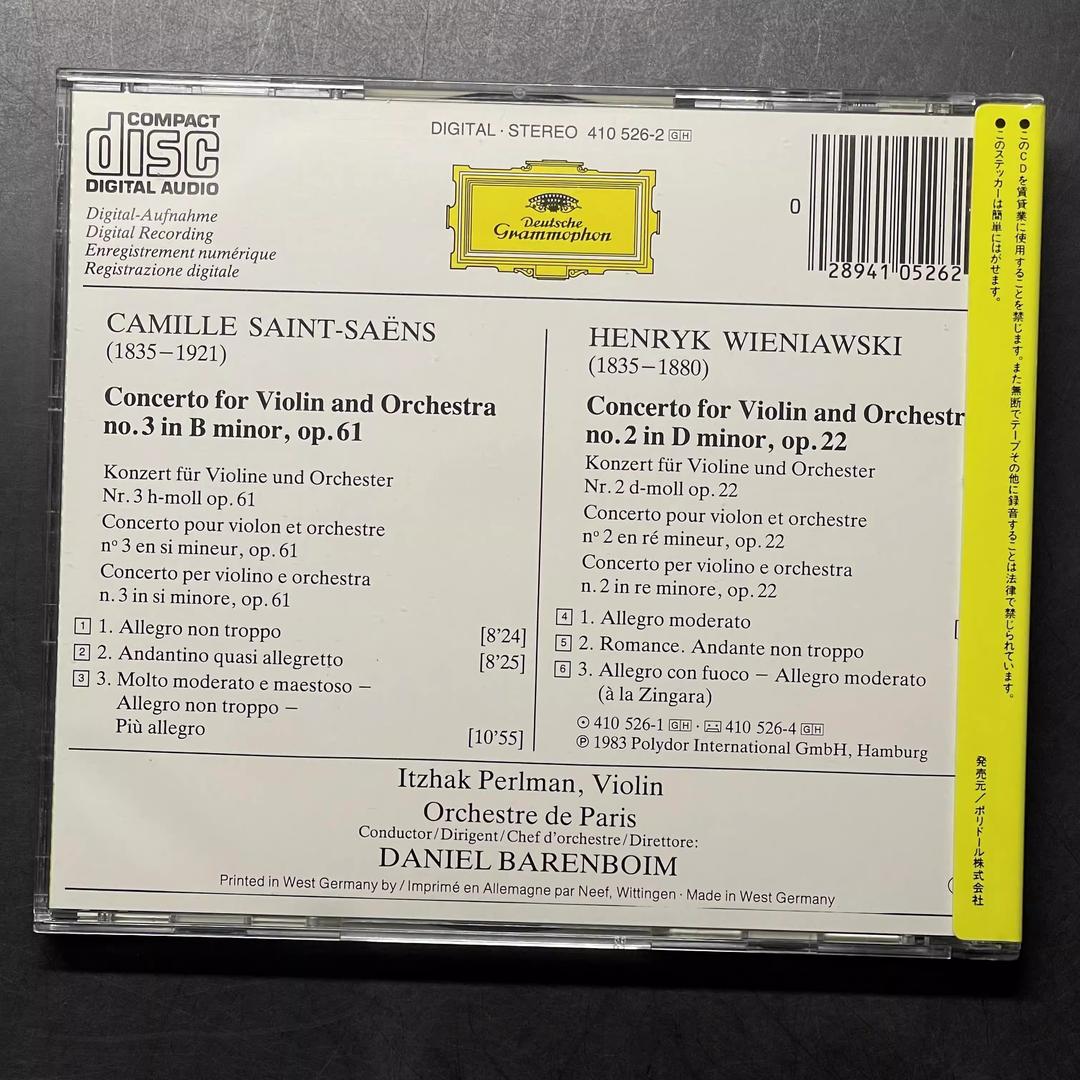 COMPACT
disc
DIGITAL AUDIO
Digital-Aufnahme
Digital Recording
Enregistrement numérique
Registrazione digitale
DIGITAL · STEREO 410 526-2 GH
Deutsche
Grammophon
0
28941 05262
CAMILLE SAINT-SAËNS
(1835–1921)
Concerto for Violin and Orchestra
no. 3 in B minor, op. 61
Konzert für Violine und Orchester
Nr. 3 h-moll op. 61
Concerto pour violon et orchestre
nº 3 en si mineur, op. 61
Concerto per violino e orchestra
n. 3 in si minore, op. 61
1 1. Allegro non troppo [8'24]
2 2. Andantino quasi allegretto [8'25]
3 3. Molto moderato e maestoso –
Allegro non troppo –
Più allegro [10'55]
HENRYK WIENIAWSKI
(1835–1880)
Concerto for Violin and Orchestr
no. 2 in D minor, op. 22
Konzert für Violine und Orchester
Nr. 2 d-moll op. 22
Concerto pour violon et orchestre
nº 2 en ré mineur, op. 22
Concerto per violino e orchestra
n. 2 in re minore, op. 22
4 1. Allegro moderato [
5 2. Romance. Andante non troppo
6 3. Allegro con fuoco – Allegro moderato
(à la Zingara)
410 526-1 GH · 410 526-4 GH
℗ 1983 Polydor International GmbH, Hamburg
Itzhak Perlman, Violin
Orchestre de Paris
Conductor/Dirigent/Chef d'orchestre/Direttore:
DANIEL BARENBOIM
Printed in West Germany by / Imprimé en Allemagne par Neef, Wittingen · Made in West Germany
●このCDを賃貸業に使用することを禁じます。また無断でテープその他に録音することは法律で禁じられています。
●このステッカーは簡単にはがせます。
発売元/ポリドール株式会社